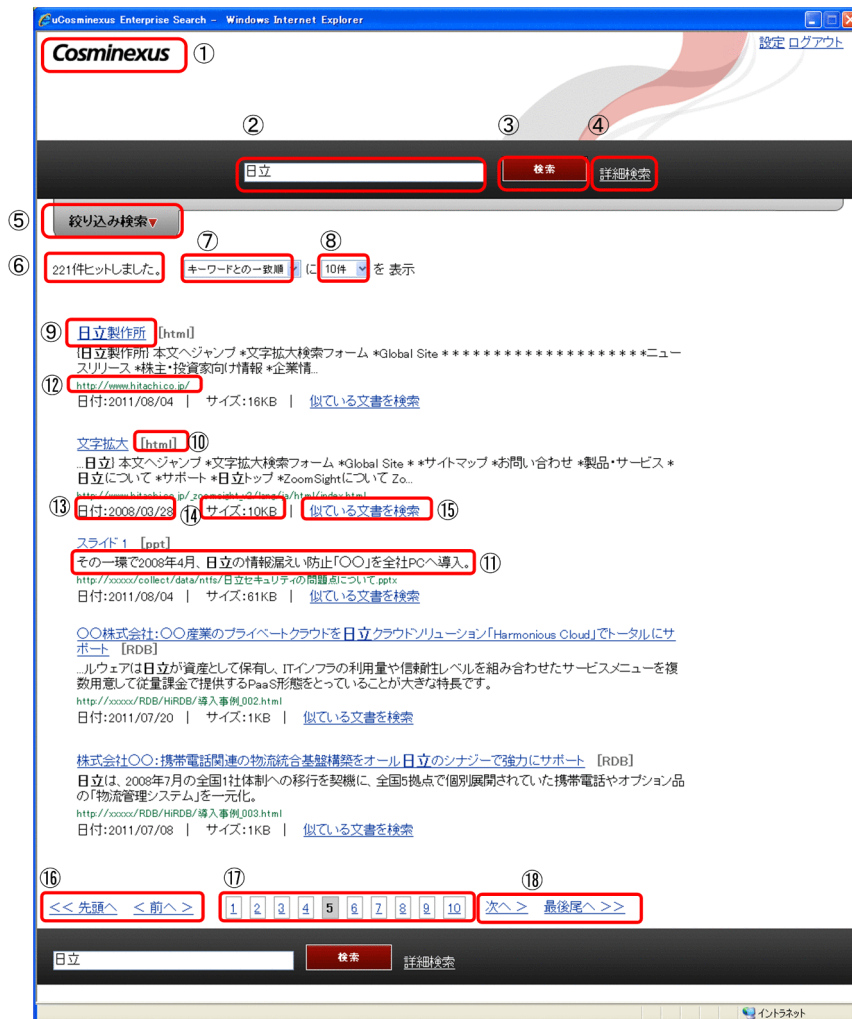 uCosminexus Enterprise Search - Windows Internet Explorer
Cosminexus ①
設定 ログアウト
② ③ ④
日立 検索 詳細検索
⑤ 絞り込み検索▼
⑦ ⑧
⑥ 221件ヒットしました。 キーワードとの一致順 に 10件 を 表示
⑨ 日立製作所 [html]
{日立製作所} 本文へジャンプ *文字拡大検索フォーム *Global Site * * * * * * * * * * * * * * * * * * * *ニュー
スリリース *株主・投資家向け情報 *企業情...
⑫ http://www.hitachi.co.jp/
日付:2011/08/04 | サイズ:16KB | 似ている文書を検索
文字拡大 [html] ⑩
...日立} 本文へジャンプ *文字拡大検索フォーム *Global Site * *サイトマップ *お問い合わせ *製品・サービス *
日立について *サポート *日立トップ *ZoomSightについて Zo...
http://www.hitachi.co.jp/_zoomsight_v2/lang/ja/html/index.html
⑬ 日付:2008/03/28 ⑭ サイズ:10KB | 似ている文書を検索 ⑮
スライド 1 [ppt]
その一環で2008年4月、日立の情報漏えい防止「〇〇」を全社PCへ導入。 ⑪
http://xxxxx/collect/data/ntfs/日立セキュリティの問題点について.pptx
日付:2011/08/04 | サイズ:61KB | 似ている文書を検索
〇〇株式会社:〇〇産業のプライベートクラウドを日立クラウドソリューション「Harmonious Cloud」でトータルにサ
ポート [RDB]
...ルウェアは日立が資産として保有し、ITインフラの利用量や信頼性レベルを組み合わせたサービスメニューを複
数用意して従量課金で提供するPaaS形態をとっていることが大きな特長です。
http://xxxxx/RDB/HiRDB/導入事例_002.html
日付:2011/07/20 | サイズ:1KB | 似ている文書を検索
株式会社〇〇:携帯電話関連の物流統合基盤構築をオール日立のシナジーで強力にサポート [RDB]
日立は、2008年7月の全国1社体制への移行を契機に、全国5拠点で個別展開されていた携帯電話やオプション品
の「物流管理システム」を一元化。
http://xxxxx/RDB/HiRDB/導入事例_003.html
日付:2011/07/08 | サイズ:1KB | 似ている文書を検索
⑯ ⑰ ⑱
<< 先頭へ < 前へ > 1 2 3 4 5 6 7 8 9 10 次へ > 最後尾へ >>
日立 検索 詳細検索
イントラネット